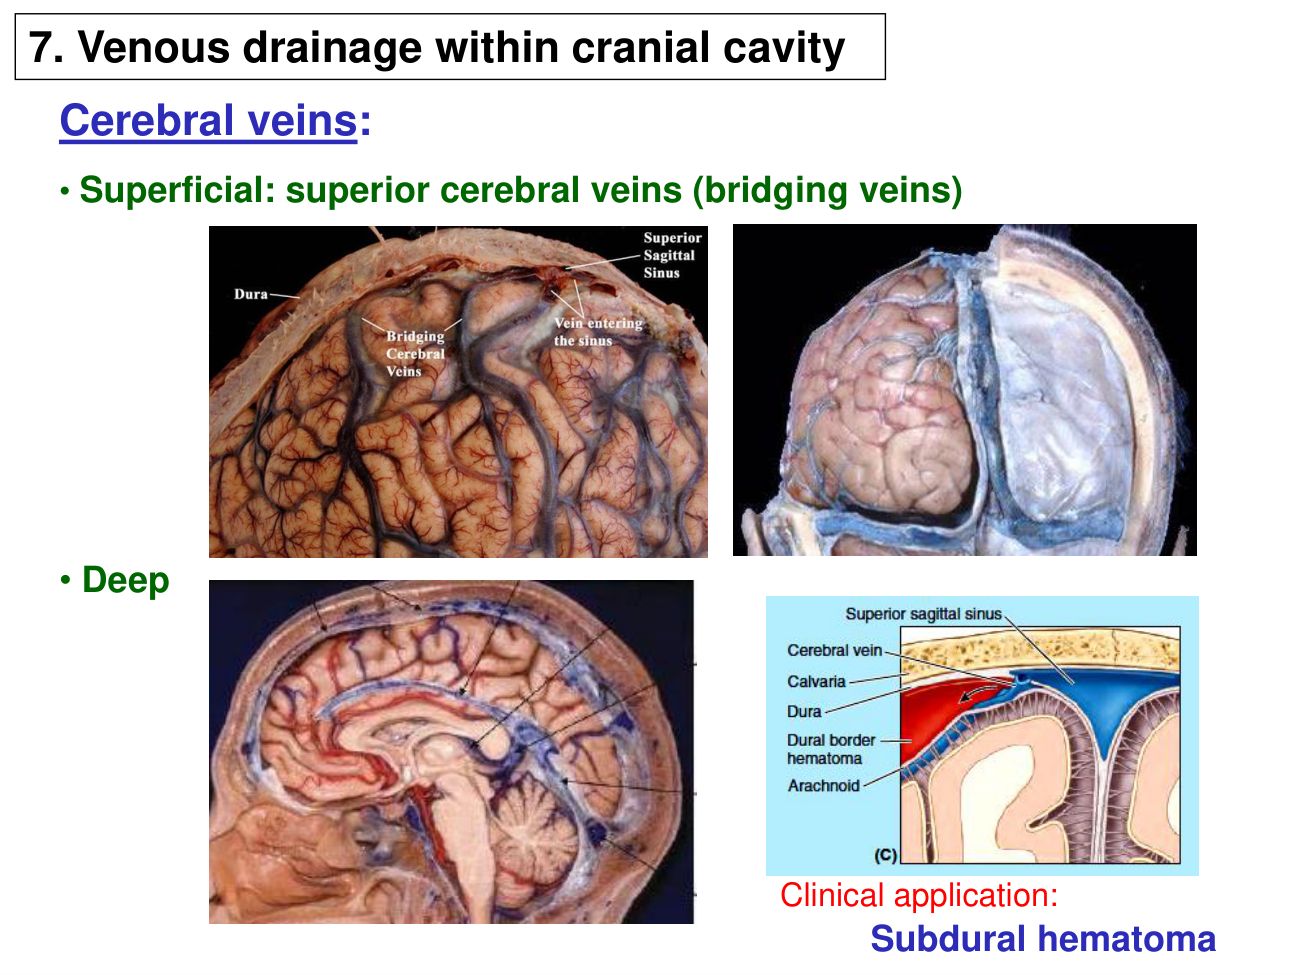 7. Venous drainage within cranial cavity
Cerebral veins:
• Superficial: superior cerebral veins (bridging veins)
Superior
Sagittal
Sinus
Dura
Bridging
Cerebral
Veins
Vein entering
the sinus
• Deep
Superior sagittal sinus
Cerebral vein
Calvaria
Dura
Dural border
hematoma
Arachnoid
(C)
Clinical application:
Subdural hematoma